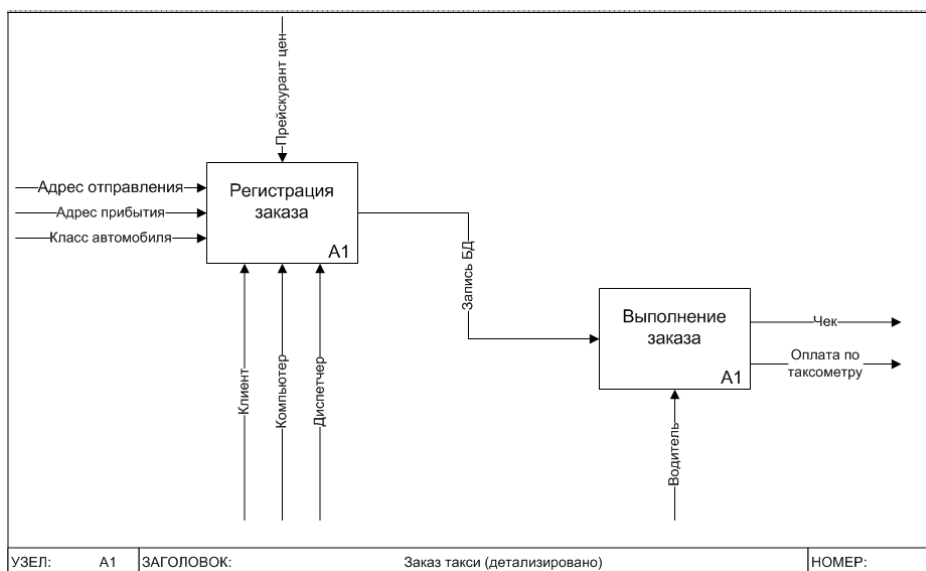 Прейскурант цен
Адрес отправления
Адрес прибытия
Класс автомобиля
Регистрация
заказа
A1
Запись БД
Клиент
Компьютер
Диспетчер
Выполнение
заказа
A1
Чек
Оплата по
таксометру
Водитель
УЗЕЛ: A1 ЗАГОЛОВОК: Заказ такси (детализировано) НОМЕР: